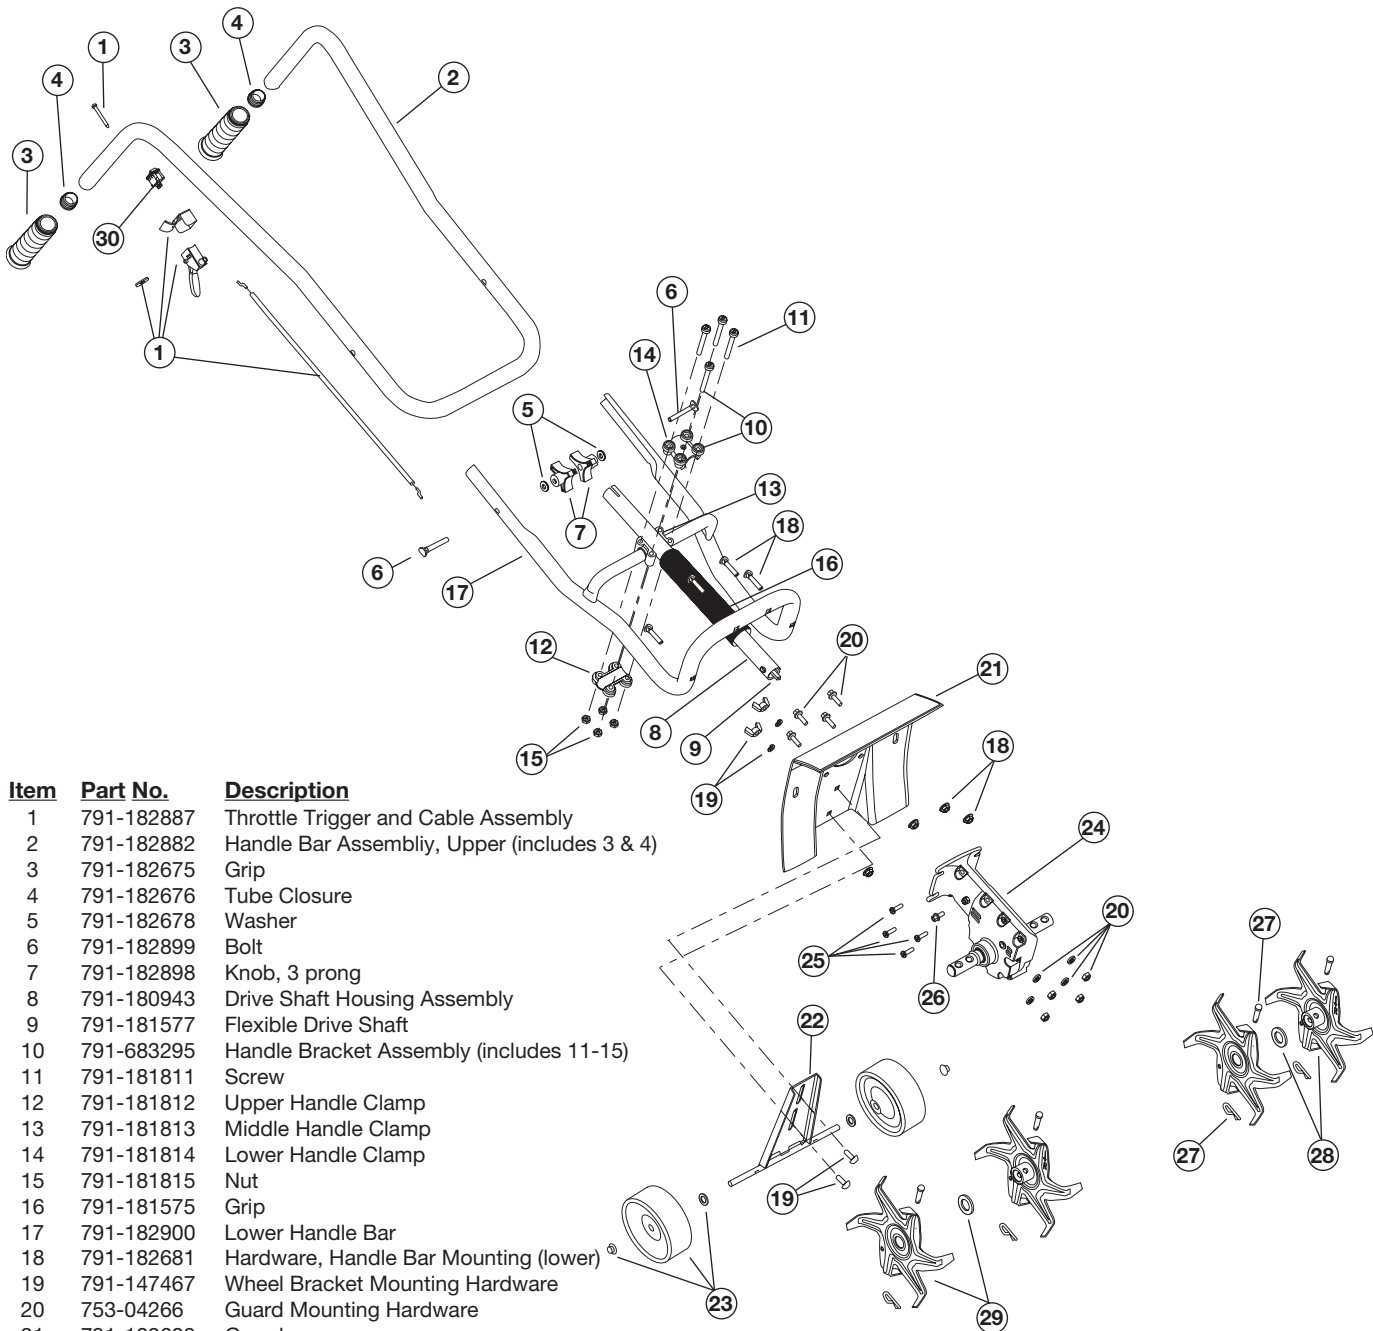 4
1
3
4
2
3
30
1
6
11
14
5
10
13
7
18
6
16
17
12
20
21
8
9
15
19
18
24
20
27
25
26
22
27
28
19
23
29
Item Part No. Description
1 791-182887 Throttle Trigger and Cable Assembly
2 791-182882 Handle Bar Assembliy, Upper (includes 3 & 4)
3 791-182675 Grip
4 791-182676 Tube Closure
5 791-182678 Washer
6 791-182899 Bolt
7 791-182898 Knob, 3 prong
8 791-180943 Drive Shaft Housing Assembly
9 791-181577 Flexible Drive Shaft
10 791-683295 Handle Bracket Assembly (includes 11-15)
11 791-181811 Screw
12 791-181812 Upper Handle Clamp
13 791-181813 Middle Handle Clamp
14 791-181814 Lower Handle Clamp
15 791-181815 Nut
16 791-181575 Grip
17 791-182900 Lower Handle Bar
18 791-182681 Hardware, Handle Bar Mounting (lower)
19 791-147467 Wheel Bracket Mounting Hardware
20 753-04266 Guard Mounting Hardware